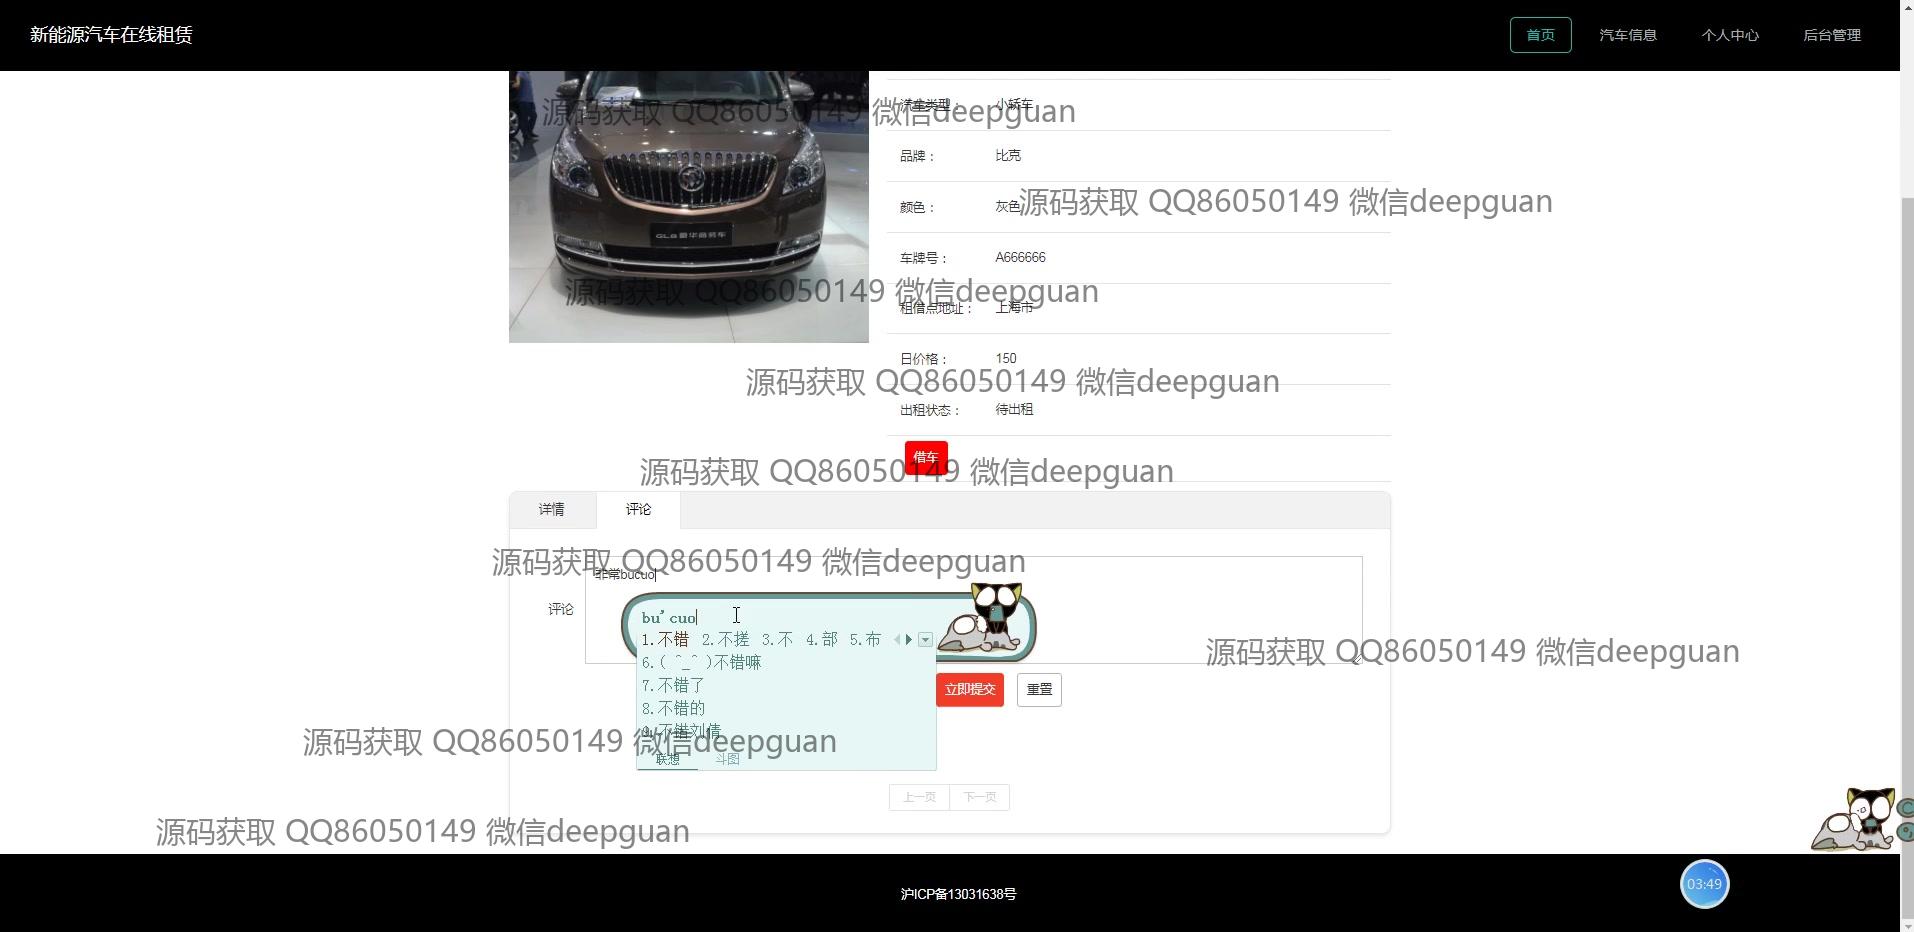 新能源汽车在线租赁
首页 汽车信息 个人中心 后台管理
汽车类型： 小轿车
源码获取 QQ86050149 微信deepguan
品牌： 比克
颜色： 灰色
源码获取 QQ86050149 微信deepguan
车牌号： A666666
GL8 豪华商务车
源码获取 QQ86050149 微信deepguan
租借点地址： 上海市
日价格： 150
源码获取 QQ86050149 微信deepguan
出租状态： 待出租
借车
源码获取 QQ86050149 微信deepguan
详情 评论
源码获取 QQ86050149 微信deepguan
非常bucuo
评论
bu'cuo
1.不错 2.不搓 3.不 4.部 5.布
6.( ^_^ )不错嘛
源码获取 QQ86050149 微信deepguan
7.不错了
立即提交 重置
8.不错的
9.不错刘倩
源码获取 QQ86050149 微信deepguan
联想 斗图
上一页 下一页
源码获取 QQ86050149 微信deepguan
沪ICP备13031638号
03:49